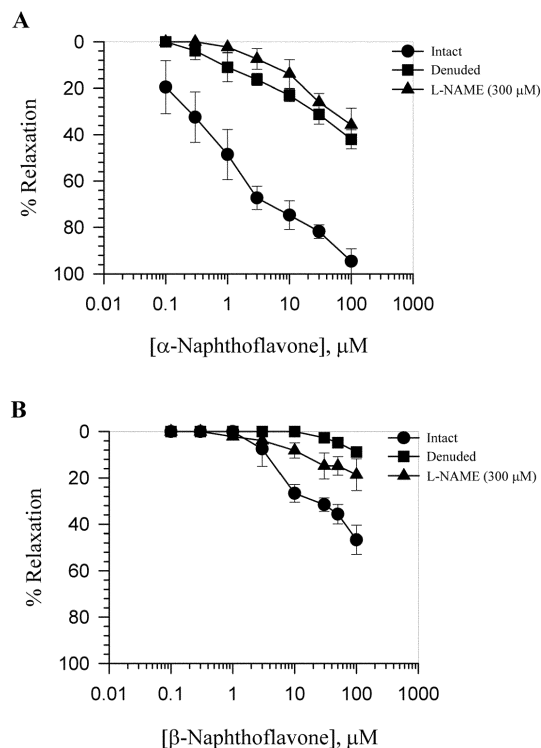 A
0
20
40
60
80
100
% Relaxation
0.01
0.1
1
10
100
1000
[α-Naphthoflavone], μM
Intact
Denuded
L-NAME (300 μM)
B
0
20
40
60
80
100
% Relaxation
0.01
0.1
1
10
100
1000
[β-Naphthoflavone], μM
Intact
Denuded
L-NAME (300 μM)